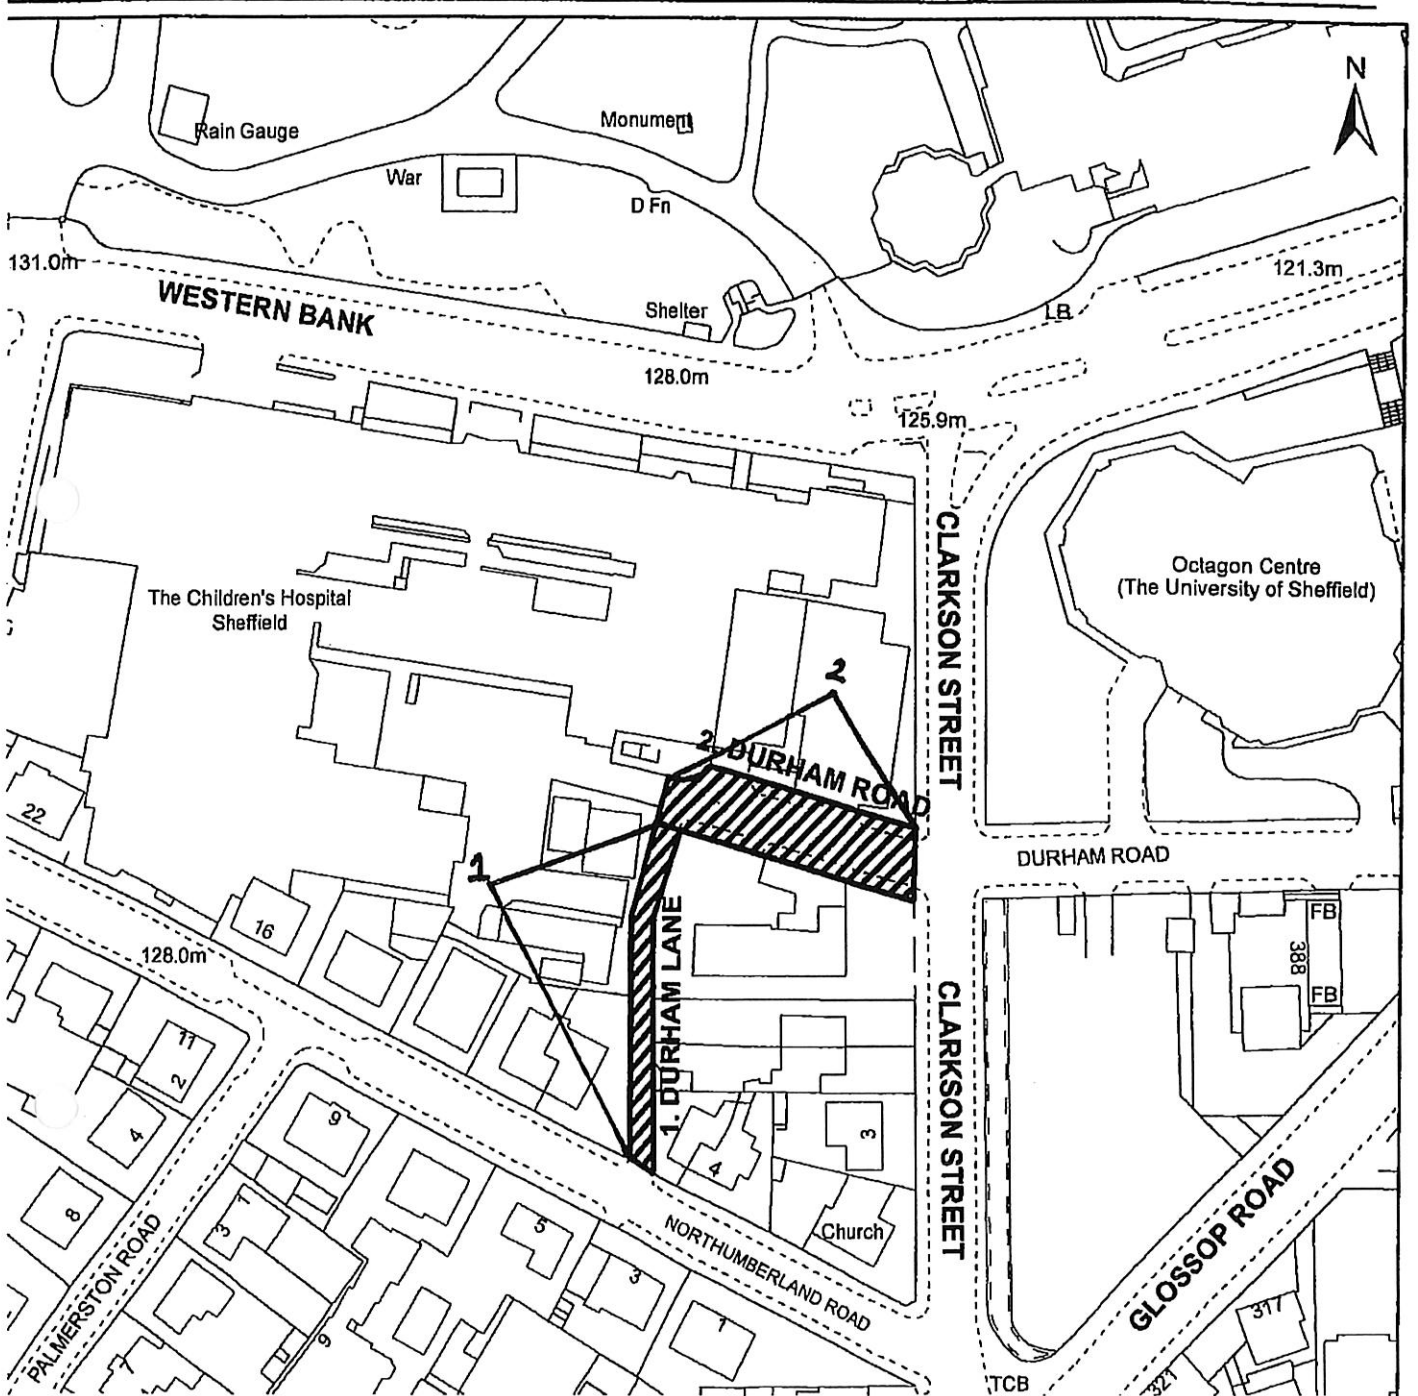 N
Rain Gauge
Monument
War
D Fn
131.0m
121.3m
WESTERN BANK
Shelter
LB
128.0m
125.9m
CLARKSON STREET
Octagon Centre
(The University of Sheffield)
The Children's Hospital
Sheffield
2
2. DURHAM ROAD
22
1
DURHAM ROAD
16
1. DURHAM LANE
FB
388
FB
128.0m
CLARKSON STREET
11
2
4
9
3
4
8
3
1
5
Church
NORTHUMBERLAND ROAD
GLOSSOP ROAD
PALMERSTON ROAD
3
1
317
9
7
TCB
321